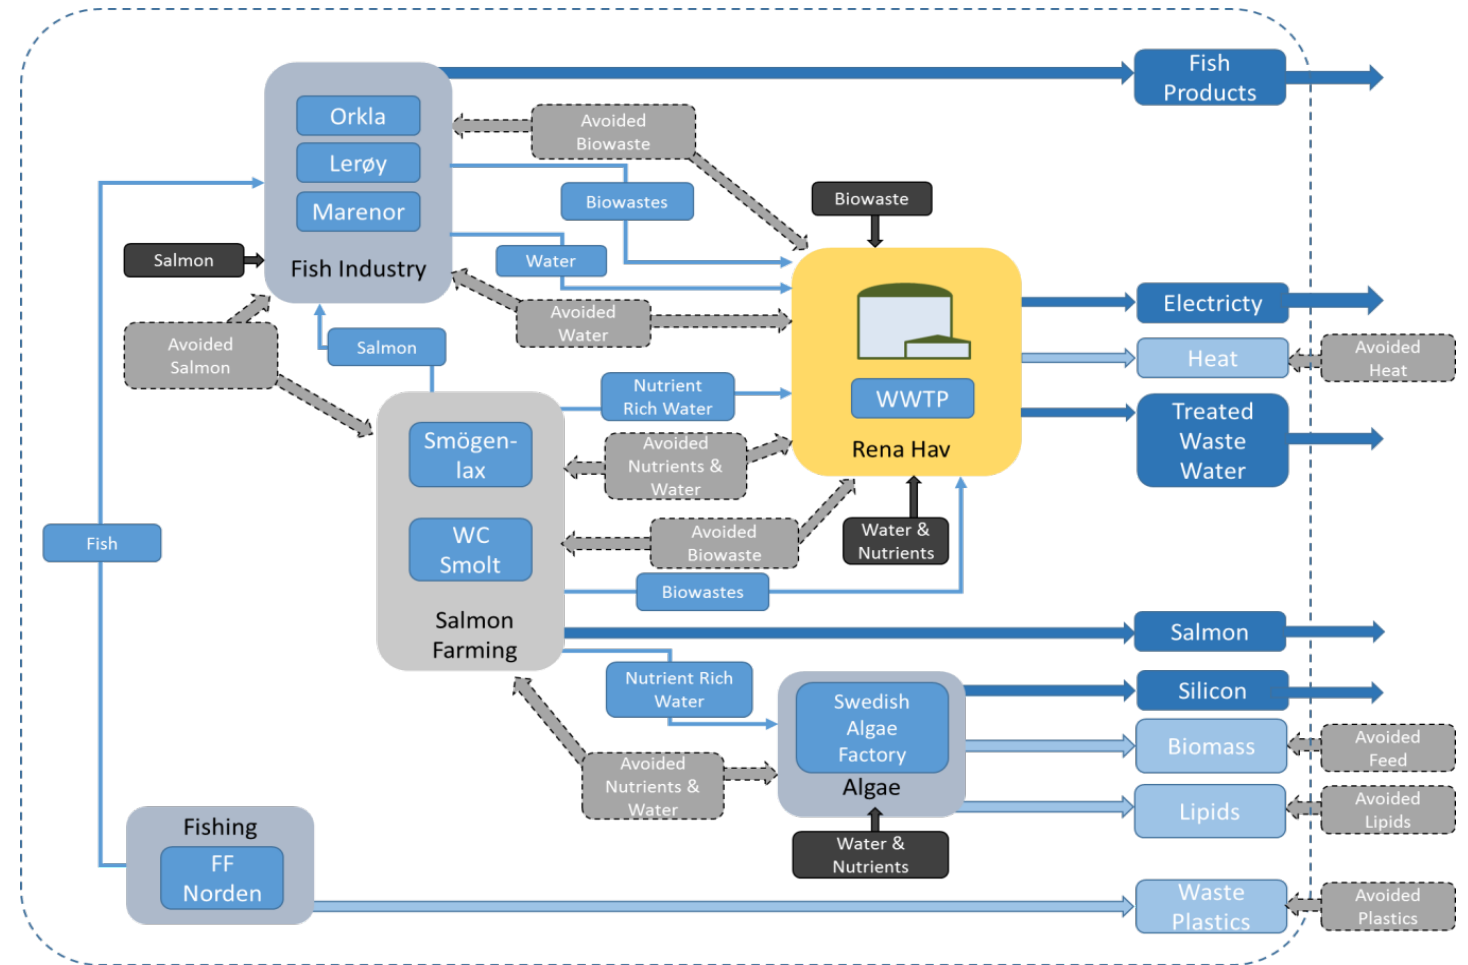 Fish
Products
Orkla
Lerøy
Marenor
Fish Industry
Avoided
Biowaste
Biowastes
Biowaste
Salmon
Water
Avoided
Water
Avoided
Salmon
Salmon
Electricty
Heat
Avoided
Heat
Nutrient
Rich Water
WWTP
Rena Hav
Treated
Waste
Water
Smögen-
lax
Avoided
Nutrients &
Water
WC
Smolt
Avoided
Biowaste
Water &
Nutrients
Fish
Biowastes
Salmon
Farming
Salmon
Nutrient Rich
Water
Swedish
Algae
Factory
Algae
Silicon
Biomass
Avoided
Feed
Avoided
Nutrients &
Water
Lipids
Avoided
Lipids
Water &
Nutrients
Fishing
FF
Norden
Waste
Plastics
Avoided
Plastics